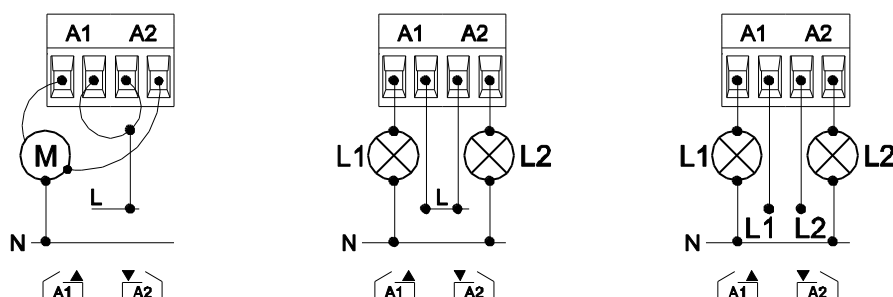 A1 A2 A1 A2 A1 A2
M L1 L2 L1 L2
L L L1 L2
N N N
A1 A2 A1 A2 A1 A2